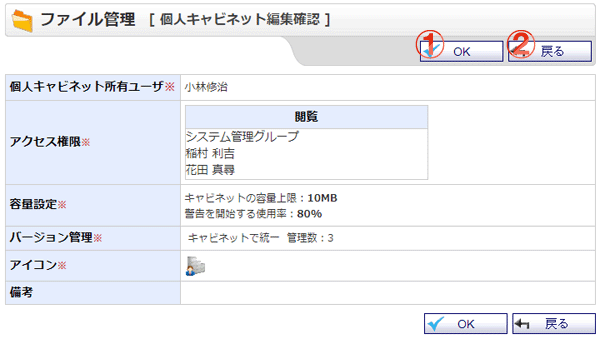 ファイル管理 [ 個人キャビネット編集確認 ]
① OK ② 戻る
個人キャビネット所有ユーザ※ 小林修治
アクセス権限※
閲覧
システム管理グループ
稲村 利吉
花田 真尋
容量設定※
キャビネットの容量上限：10MB
警告を開始する使用率：80%
バージョン管理※ キャビネットで統一 管理数：3
アイコン※
備考
OK 戻る